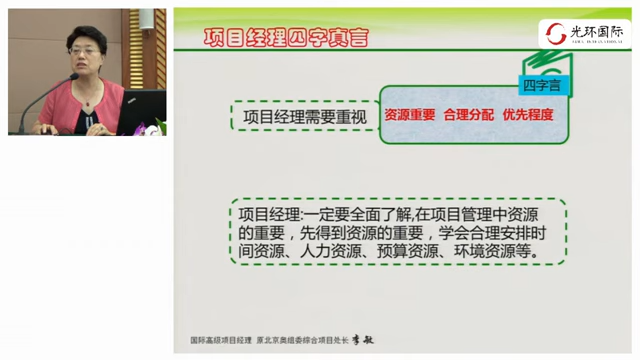 项目经理四字真言
光环国际
四字言
项目经理需要重视
资源重要 合理分配 优先程度
项目经理:一定要全面了解,在项目管理中资源
的重要，先得到资源的重要，学会合理安排时
间资源、人力资源、预算资源、环境资源等。
国际高级项目经理 原北京奥组委综合项目处长 李敏